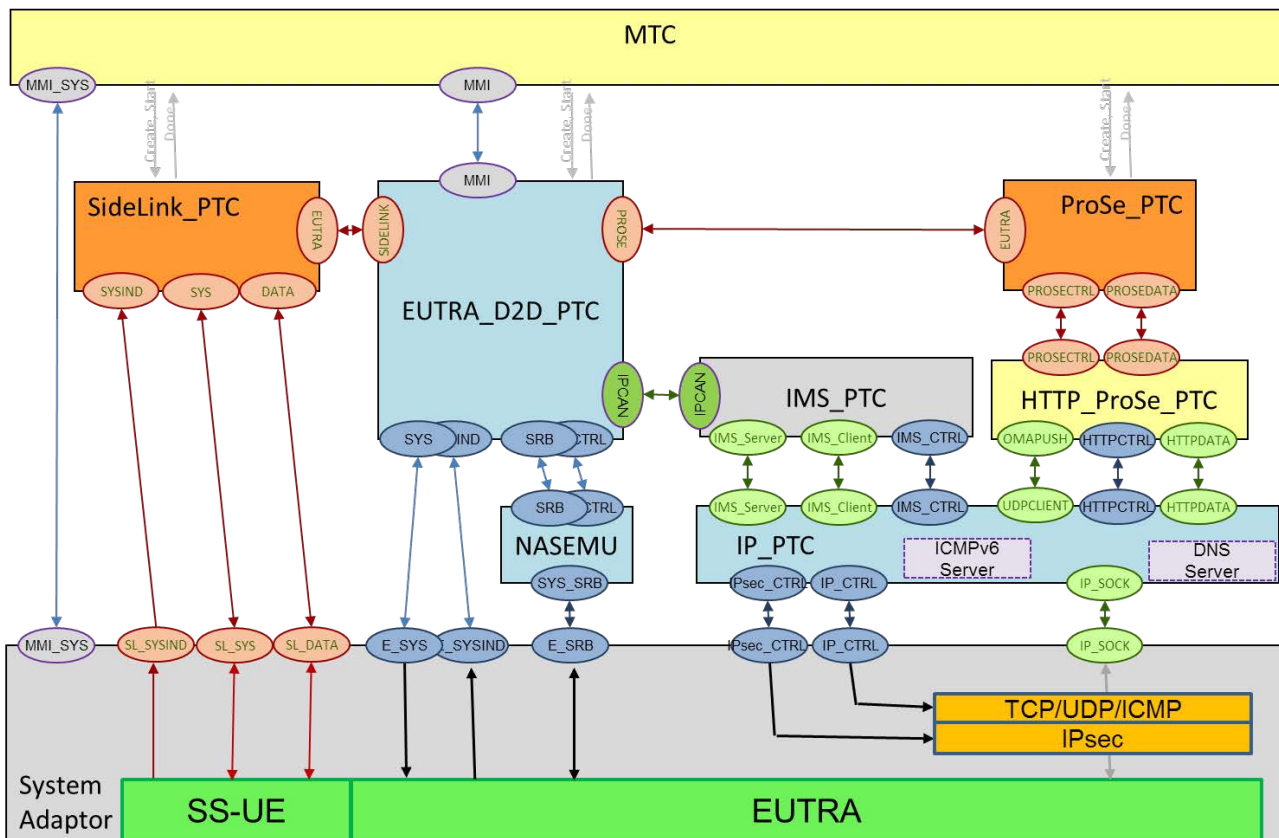 MTC
MMI_SYS
MMI
Create, Start
Done
Create, Start
Done
Create, Start
Done
MMI
SideLink_PTC
EUTRA
SIDELINK
PROSE
EUTRA
ProSe_PTC
SYSIND
SYS
DATA
EUTRA_D2D_PTC
PROSECTRL
PROSEDATA
PROSECTRL
PROSEDATA
IPCAN
IPCAN
IMS_PTC
HTTP_ProSe_PTC
SYS
SIND
SRB
CTRL
IMS_Server
IMS_Client
IMS_CTRL
OMAPUSH
HTTPCTRL
HTTPDATA
SRB
CTRL
IMS_Server
IMS_Client
IMS_CTRL
UDPCLIENT
HTTPCTRL
HTTPDATA
NASEMU
IP_PTC
ICMPv6
Server
DNS
Server
SYS_SRB
IPsec_CTRL
IP_CTRL
IP_SOCK
MMI_SYS
SL_SYSIND
SL_SYS
SL_DATA
E_SYS
E_SYSIND
E_SRB
IPsec_CTRL
IP_CTRL
IP_SOCK
TCP/UDP/ICMP
IPsec
System
Adaptor
SS-UE
EUTRA